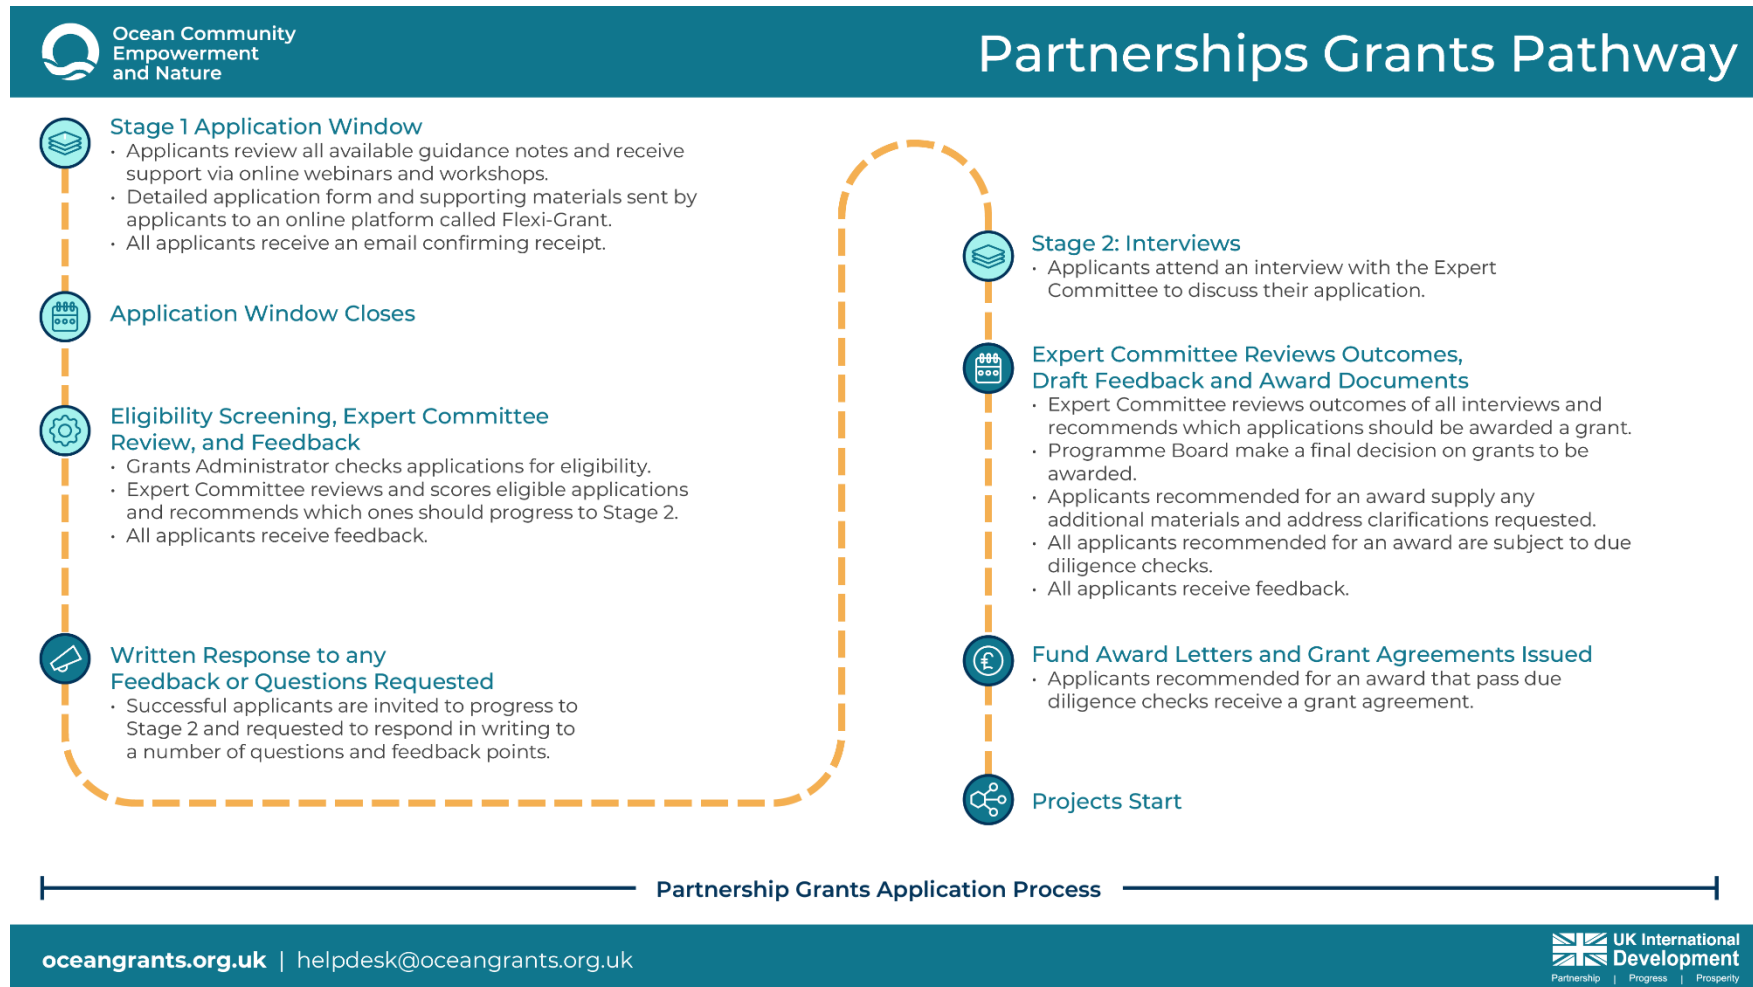 Ocean Community
Empowerment
and Nature
Partnerships Grants Pathway
Stage 1 Application Window
· Applicants review all available guidance notes and receive
support via online webinars and workshops.
· Detailed application form and supporting materials sent by
applicants to an online platform called Flexi-Grant.
· All applicants receive an email confirming receipt.
Application Window Closes
Eligibility Screening, Expert Committee
Review, and Feedback
· Grants Administrator checks applications for eligibility.
· Expert Committee reviews and scores eligible applications
and recommends which ones should progress to Stage 2.
· All applicants receive feedback.
Written Response to any
Feedback or Questions Requested
· Successful applicants are invited to progress to
Stage 2 and requested to respond in writing to
a number of questions and feedback points.
Stage 2: Interviews
· Applicants attend an interview with the Expert
Committee to discuss their application.
Expert Committee Reviews Outcomes,
Draft Feedback and Award Documents
· Expert Committee reviews outcomes of all interviews and
recommends which applications should be awarded a grant.
· Programme Board make a final decision on grants to be
awarded.
· Applicants recommended for an award supply any
additional materials and address clarifications requested.
· All applicants recommended for an award are subject to due
diligence checks.
· All applicants receive feedback.
£
Fund Award Letters and Grant Agreements Issued
· Applicants recommended for an award that pass due
diligence checks receive a grant agreement.
Projects Start
Partnership Grants Application Process
oceangrants.org.uk | helpdesk@oceangrants.org.uk
UK International
Development
Partnership | Progress | Prosperity